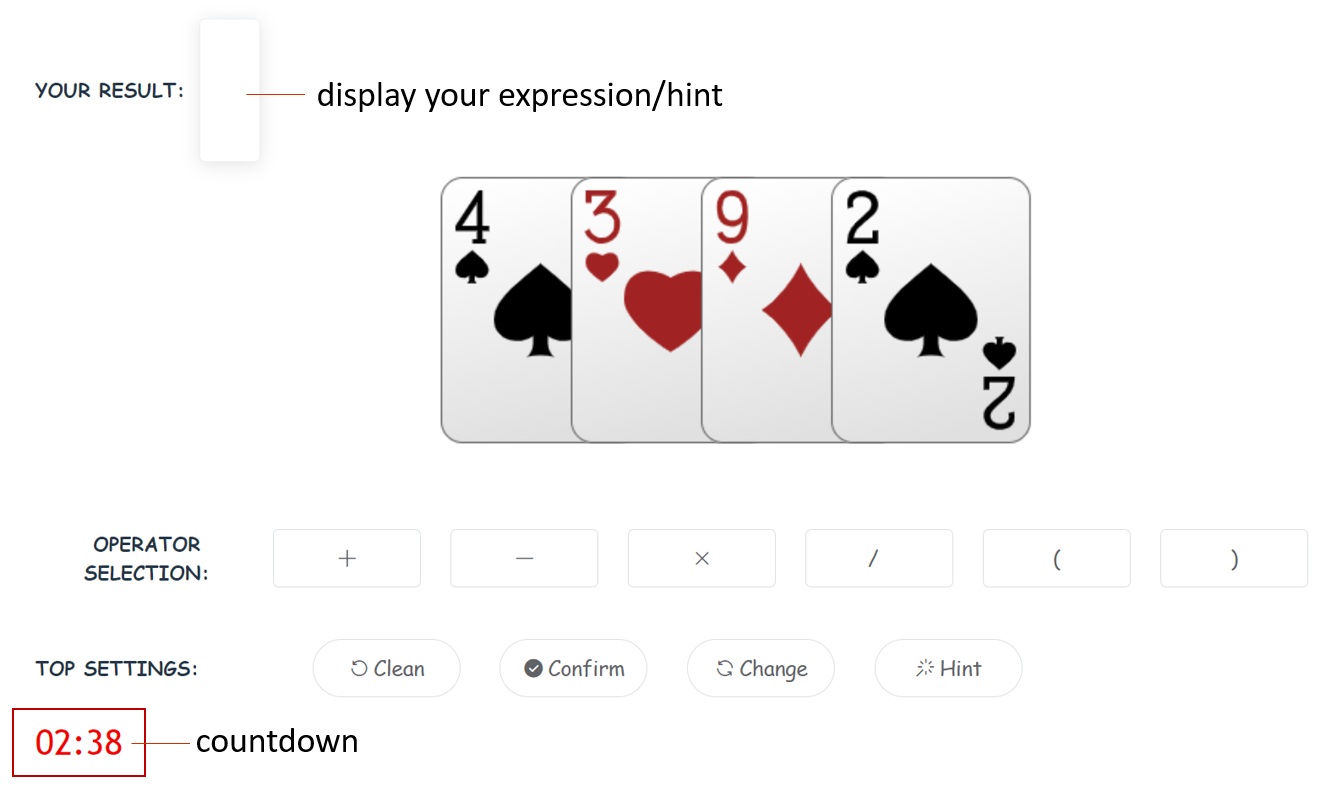 YOUR RESULT:
display your expression/hint
4 3 9 2
2
OPERATOR
SELECTION:
+ − × / ( )
TOP SETTINGS: Clean Confirm Change Hint
02:38 countdown